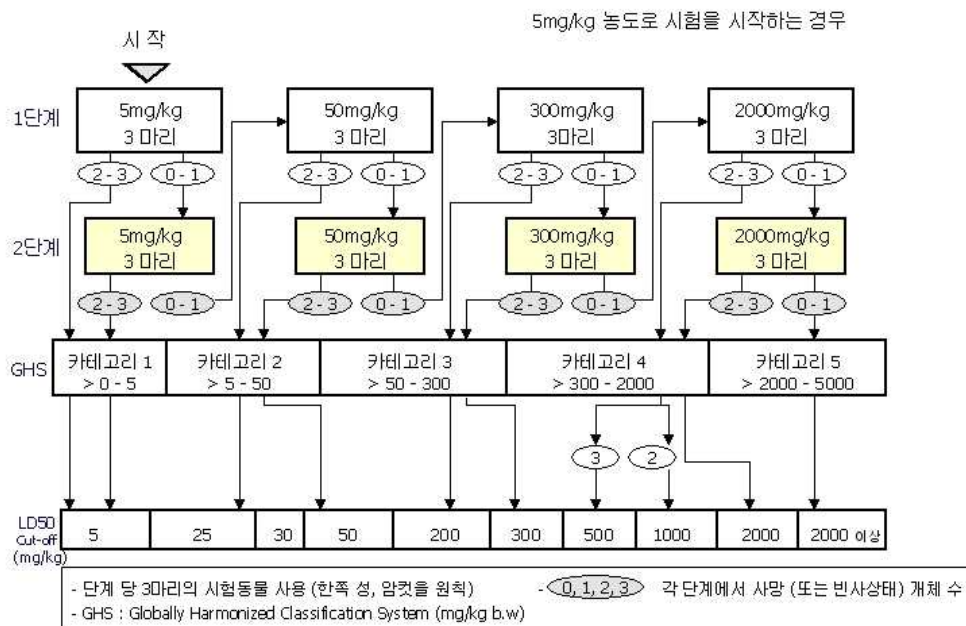 5mg/kg 농도로 시험을 시작하는 경우
시 작
1단계
5mg/kg
3 마리
50mg/kg
3 마리
300mg/kg
3마리
2000mg/kg
3 마리
2-3 0-1 2-3 0-1 2-3 0-1 2-3 0-1
2단계
5mg/kg
3 마리
50mg/kg
3 마리
300mg/kg
3 마리
2000mg/kg
3 마리
2-3 0-1 2-3 0-1 2-3 0-1 2-3 0-1
GHS
카테고리 1
> 0 - 5
카테고리 2
> 5 - 50
카테고리 3
> 50 - 300
카테고리 4
> 300 - 2000
카테고리 5
> 2000 - 5000
3 2
LD50
Cut-off
(mg/kg)
5 25 30 50 200 300 500 1000 2000 2000 이상
- 단계 당 3마리의 시험동물 사용 (한쪽 성, 암컷을 원칙)
- 0, 1, 2, 3 각 단계에서 사망 (또는 빈사상태) 개체 수
- GHS : Globally Harmonized Classification System (mg/kg b.w)